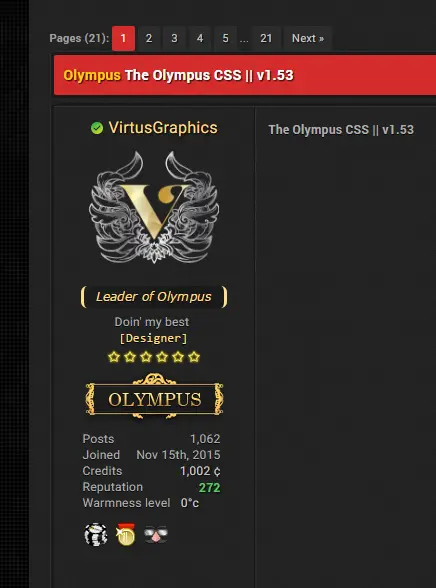 Pages (21): 1 2 3 4 5 ... 21 Next »
Olympus The Olympus CSS || v1.53
VirtusGraphics
The Olympus CSS || v1.53
V
Leader of Olympus
Doin' my best
[Designer]
OLYMPUS
Posts 1,062
Joined Nov 15th, 2015
Credits 1,002 ¢
Reputation 272
Warmness level 0°c